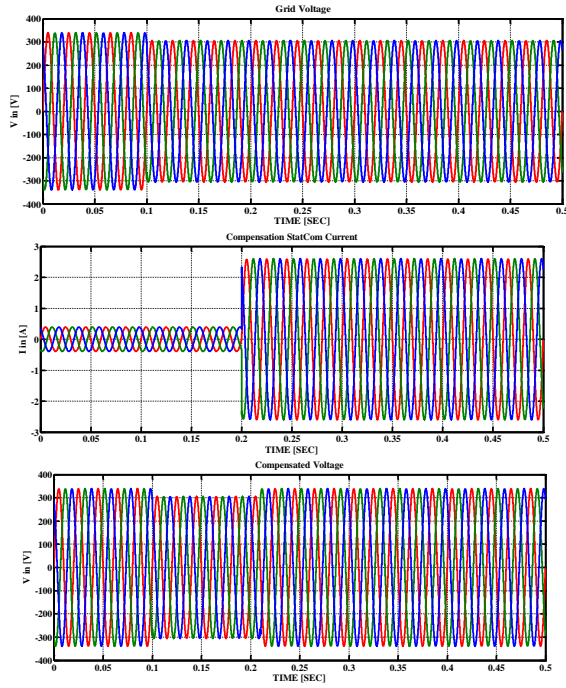 Grid Voltage
400
300
200
100
0
-100
-200
-300
-400
V in [V]
0 0.05 0.1 0.15 0.2 0.25 0.3 0.35 0.4 0.45 0.5
TIME [SEC]
Compensation StatCom Current
3
2
1
0
-1
-2
-3
I in [A]
0 0.05 0.1 0.15 0.2 0.25 0.3 0.35 0.4 0.45 0.5
TIME [SEC]
Compensated Voltage
400
300
200
100
0
-100
-200
-300
-400
V in [V]
0 0.05 0.1 0.15 0.2 0.25 0.3 0.35 0.4 0.45 0.5
TIME [SEC]